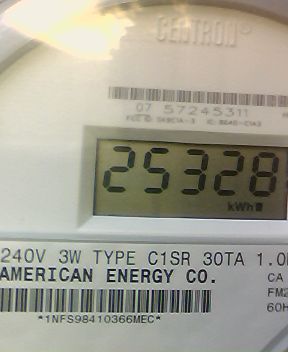 CENTRON®
07 57245311
25328
kWh
240V 3W TYPE C1SR 30TA 1.0
AMERICAN ENERGY CO.
CA
FM2
60H
*1NFS98410366MEC*